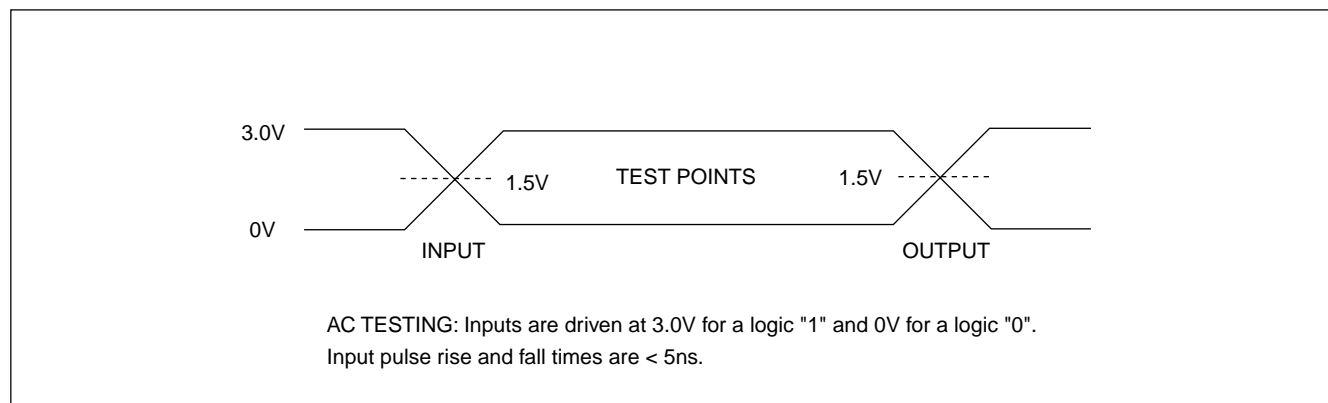 3.0V
1.5V TEST POINTS 1.5V
0V
INPUT OUTPUT
AC TESTING: Inputs are driven at 3.0V for a logic "1" and 0V for a logic "0".
Input pulse rise and fall times are < 5ns.